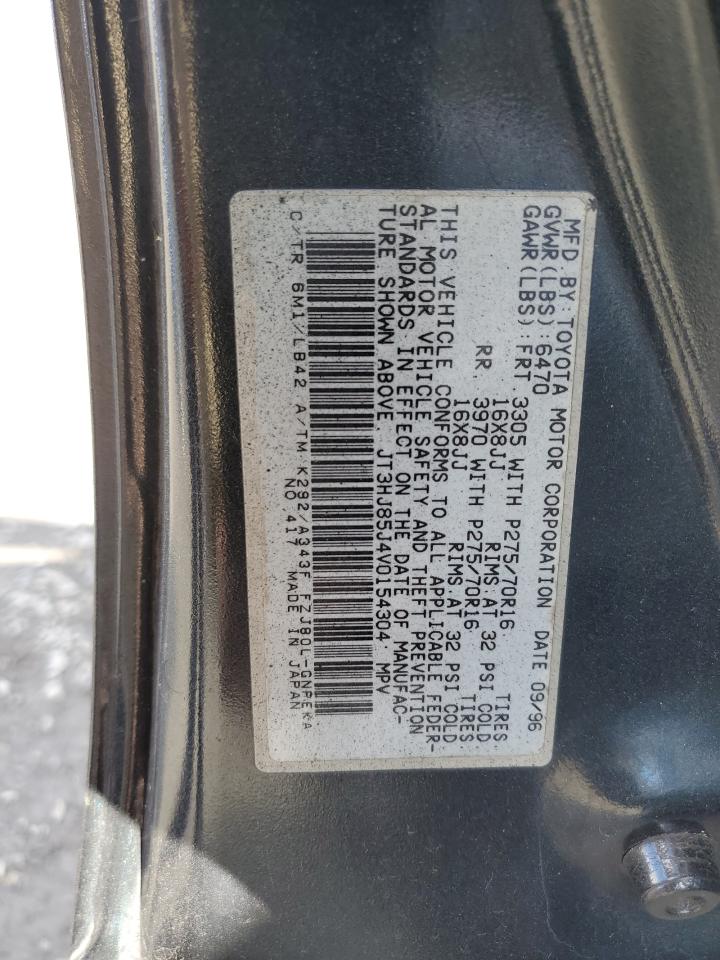 MFD BY: TOYOTA MOTOR CORPORATION DATE 09/96
GVWR(LBS):6470
GAWR(LBS):FRT. 3305 WITH P275/70R16 TIRES
16X8JJ RIMS.AT 32 PSI COLD
RR. 3970 WITH P275/70R16 TIRES
16X8JJ RIMS.AT 32 PSI COLD
THIS VEHICLE CONFORMS TO ALL APPLICABLE FEDER-
AL MOTOR VEHICLE SAFETY AND THEFT PREVENTION
STANDARDS IN EFFECT ON THE DATE OF MANUFAC-
TURE SHOWN ABOVE. JT3HJ85J4V0154304 MPV
C/TR 6M1/LB42 A/TM K292/A343F FZJ80L-GNPEKA
NO 417 MADE IN JAPAN